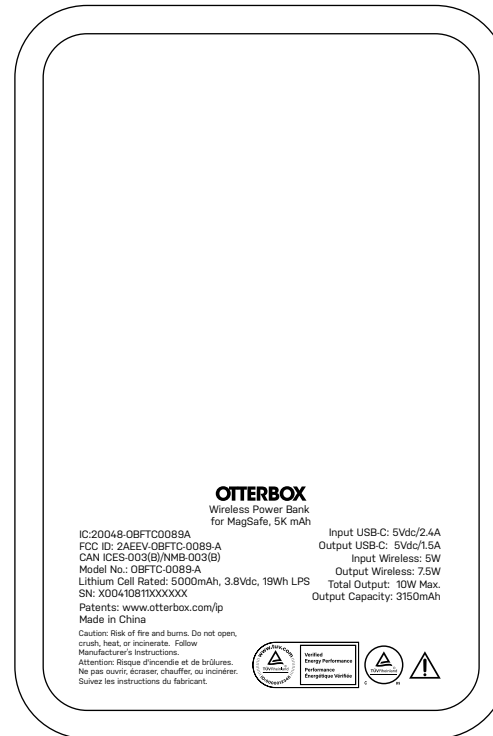 OTTERBOX
Wireless Power Bank
for MagSafe, 5K mAh
IC:20048-OBFTC0089A
FCC ID: 2AEEV-OBFTC-0089-A
CAN ICES-003(B)/NMB-003(B)
Model No.: OBFTC-0089-A
Lithium Cell Rated: 5000mAh, 3.8Vdc, 19Wh LPS
SN: X00410811XXXXXX
Patents: www.otterbox.com/ip
Made in China
Caution: Risk of fire and burns. Do not open,
crush, heat, or incinerate. Follow
Manufacturer's Instructions.
Attention: Risque d'incendie et de brûlures.
Ne pas ouvrir, écraser, chauffer, ou incinérer.
Suivez les instructions du fabricant.
Input USB-C: 5Vdc/2.4A
Output USB-C: 5Vdc/1.5A
Input Wireless: 5W
Output Wireless: 7.5W
Total Output: 10W Max.
Output Capacity: 3150mAh
www.tuv.com
TÜVRheinland
Verified
Energy Performance
Performance
Énergétique Vérifiée
TÜVRheinland
c